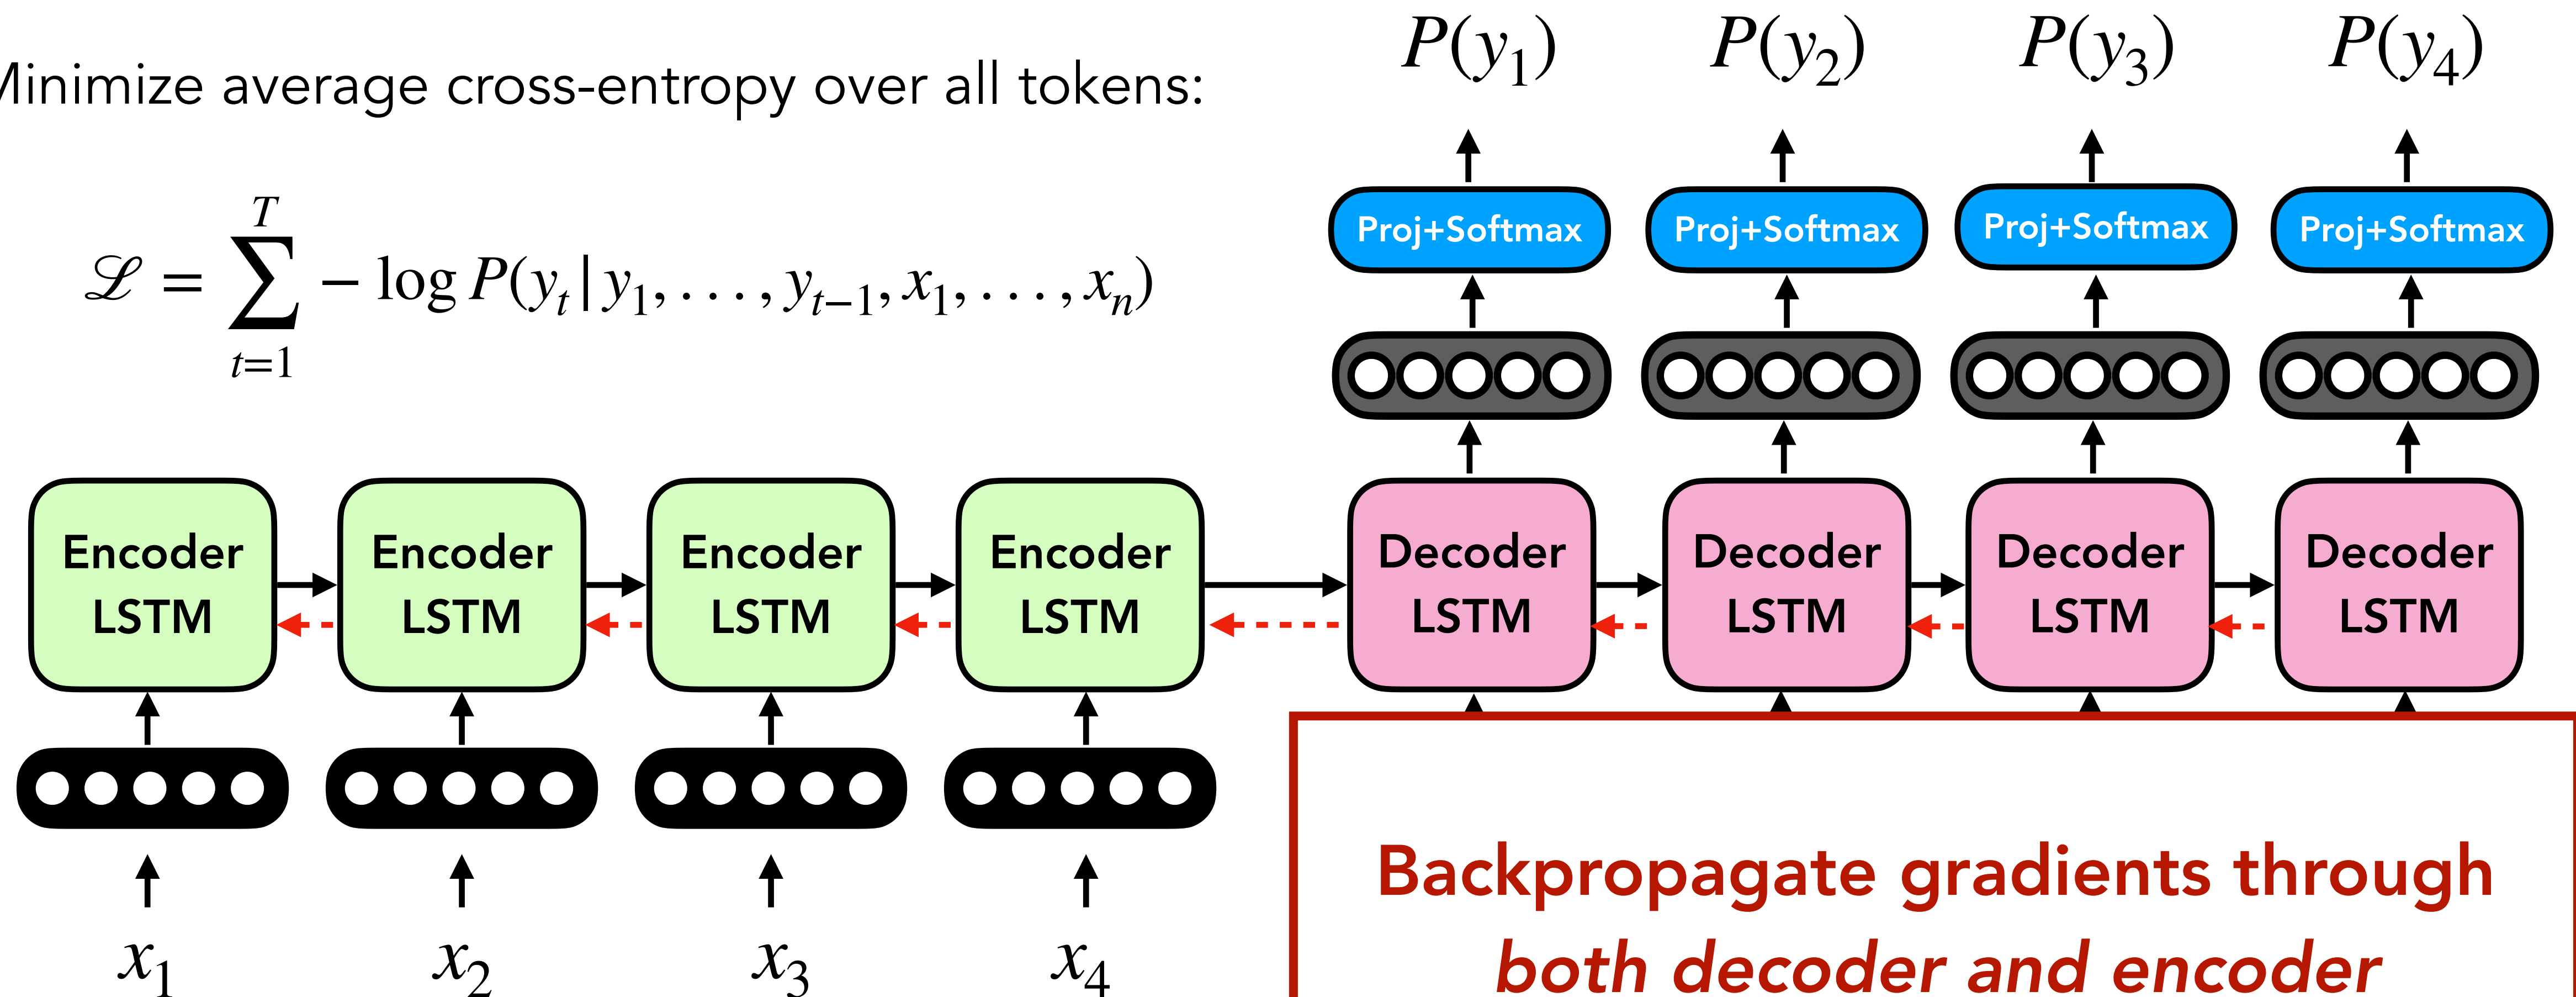 Minimize average cross-entropy over all tokens:
ℒ = ∑_{t=1}^{T} − log P(y_t | y_1, . . . , y_{t−1}, x_1, . . . , x_n)
P(y_1) P(y_2) P(y_3) P(y_4)
Proj+Softmax Proj+Softmax Proj+Softmax Proj+Softmax
Encoder LSTM
Encoder LSTM
Encoder LSTM
Encoder LSTM
Decoder LSTM
Decoder LSTM
Decoder LSTM
Decoder LSTM
x_1 x_2 x_3 x_4
Backpropagate gradients through
both decoder and encoder